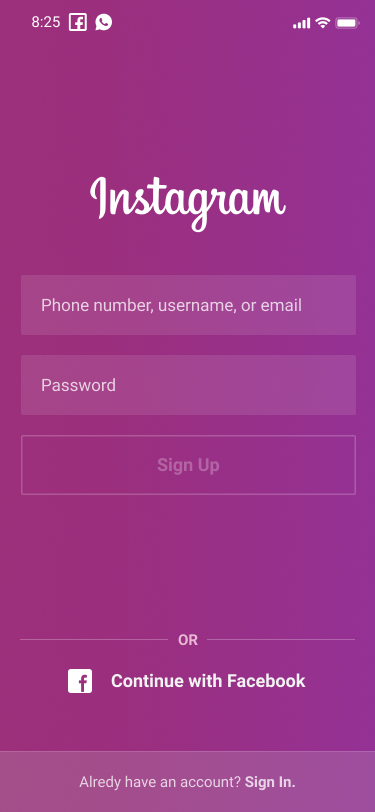 8:25
Instagram
Phone number, username, or email
Password
Sign Up
OR
Continue with Facebook
Alredy have an account? Sign In.